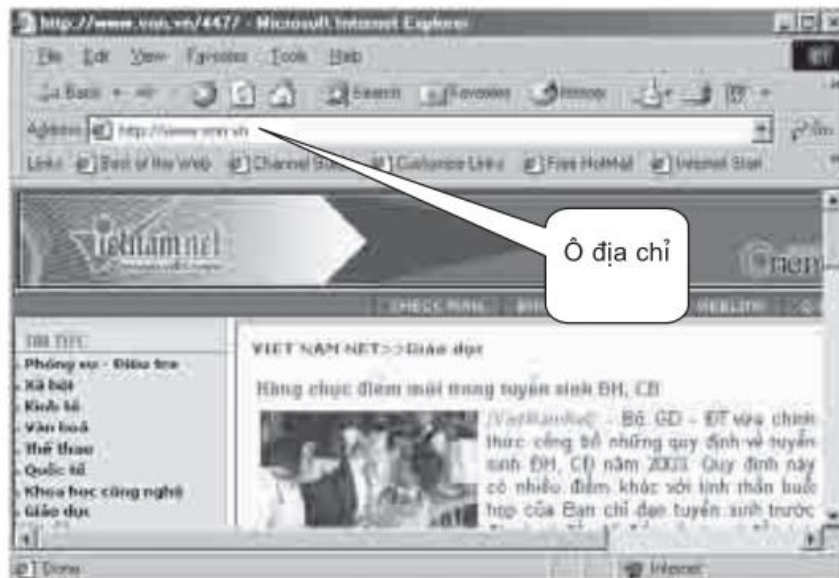 http://www.vnn.vn/447/ - Microsoft Internet Explorer
File Edit View Favorites Tools Help
Back Search Favorites History
Address http://www.vnn.vn
Links Best of the Web Channel Customize Links Free HotMail Internet Start
Ô địa chỉ
vietnamnet
CHECK MAIL
TIN TỨC
Phóng sự - Điều tra
Xã hội
Kinh tế
Văn hoá
Thể thao
Quốc tế
Khoa học công nghệ
Giáo dục
VIET NAM NET>>Giáo dục
Hàng chục điểm mới trong tuyển sinh ĐH, CĐ
(VietNamNet) - Bộ GD - ĐT vừa chính
thức công bố những quy định về tuyển
sinh ĐH, CĐ năm 2003. Quy định này
có nhiều điểm khác với tinh thần buổi
họp của Ban chỉ đạo tuyển sinh trước
Done
Internet